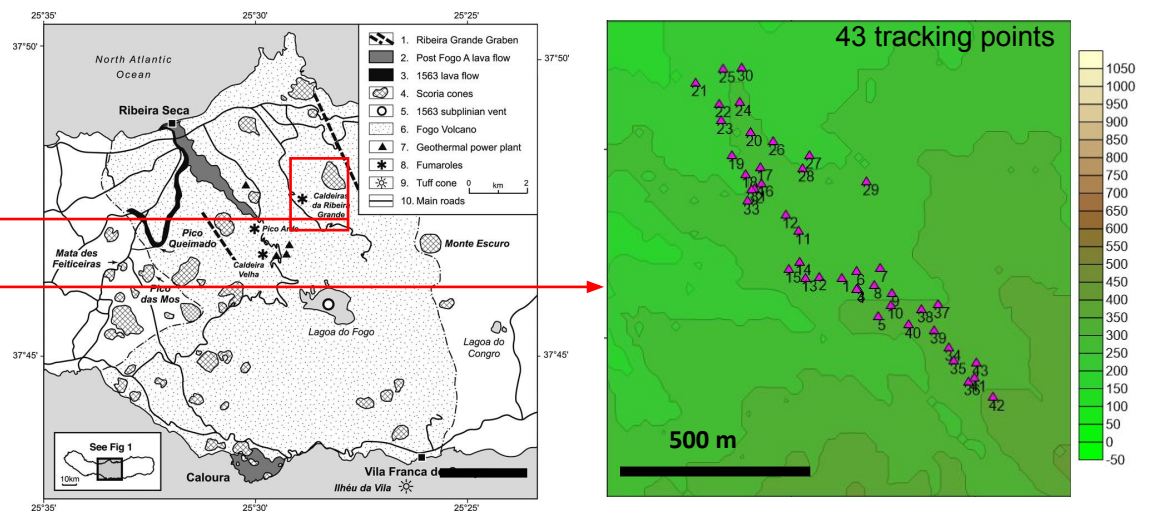 25°35' 25°30' 25°25'
37°50'
37°50'
North Atlantic
Ocean
Ribeira Seca
1. Ribeira Grande Graben
2. Post Fogo A lava flow
3. 1563 lava flow
4. Scoria cones
5. 1563 subplinian vent
6. Fogo Volcano
7. Geothermal power plant
8. Fumaroles
9. Tuff cone
10. Main roads
0 km 2
Caldeiras
da Ribeira
Grande
Pico Arde
Pico
Queimado
Monte Escuro
Mata des
Feiticeiras
Caldeira
Velha
Pico
das Mos
Lagoa do Fogo
Lagoa do
Congro
37°45'
37°45'
See Fig 1
10km
Caloura
Vila Franca do
Ilhéu da Vila
25°35' 25°30' 25°25'
43 tracking points
25
30
21
22
24
23
20
26
19
27
28
17
18
16
29
33
12
11
14
15
13
2
1
6
7
8
9
10
5
38
37
40
39
34
35
43
41
36
42
500 m
1050
1000
950
900
850
800
750
700
650
600
550
500
450
400
350
300
250
200
150
100
50
0
-50